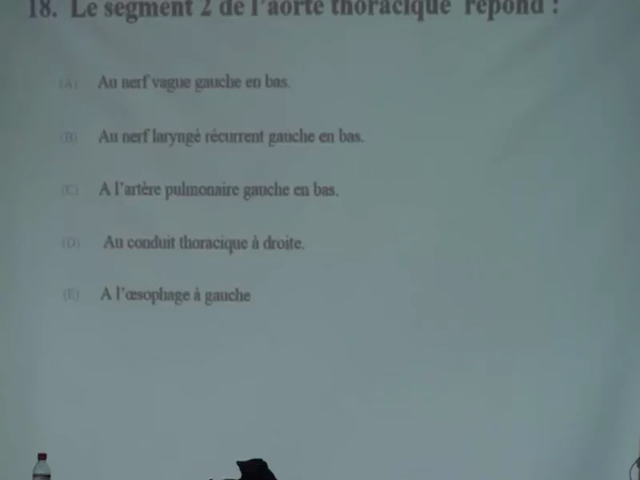 18. Le segment 2 de l'aorte thoracique répond :
(A) Au nerf vague gauche en bas.
(B) Au nerf laryngé récurrent gauche en bas.
(C) A l'artère pulmonaire gauche en bas.
(D) Au conduit thoracique à droite.
(E) A l'œsophage à gauche